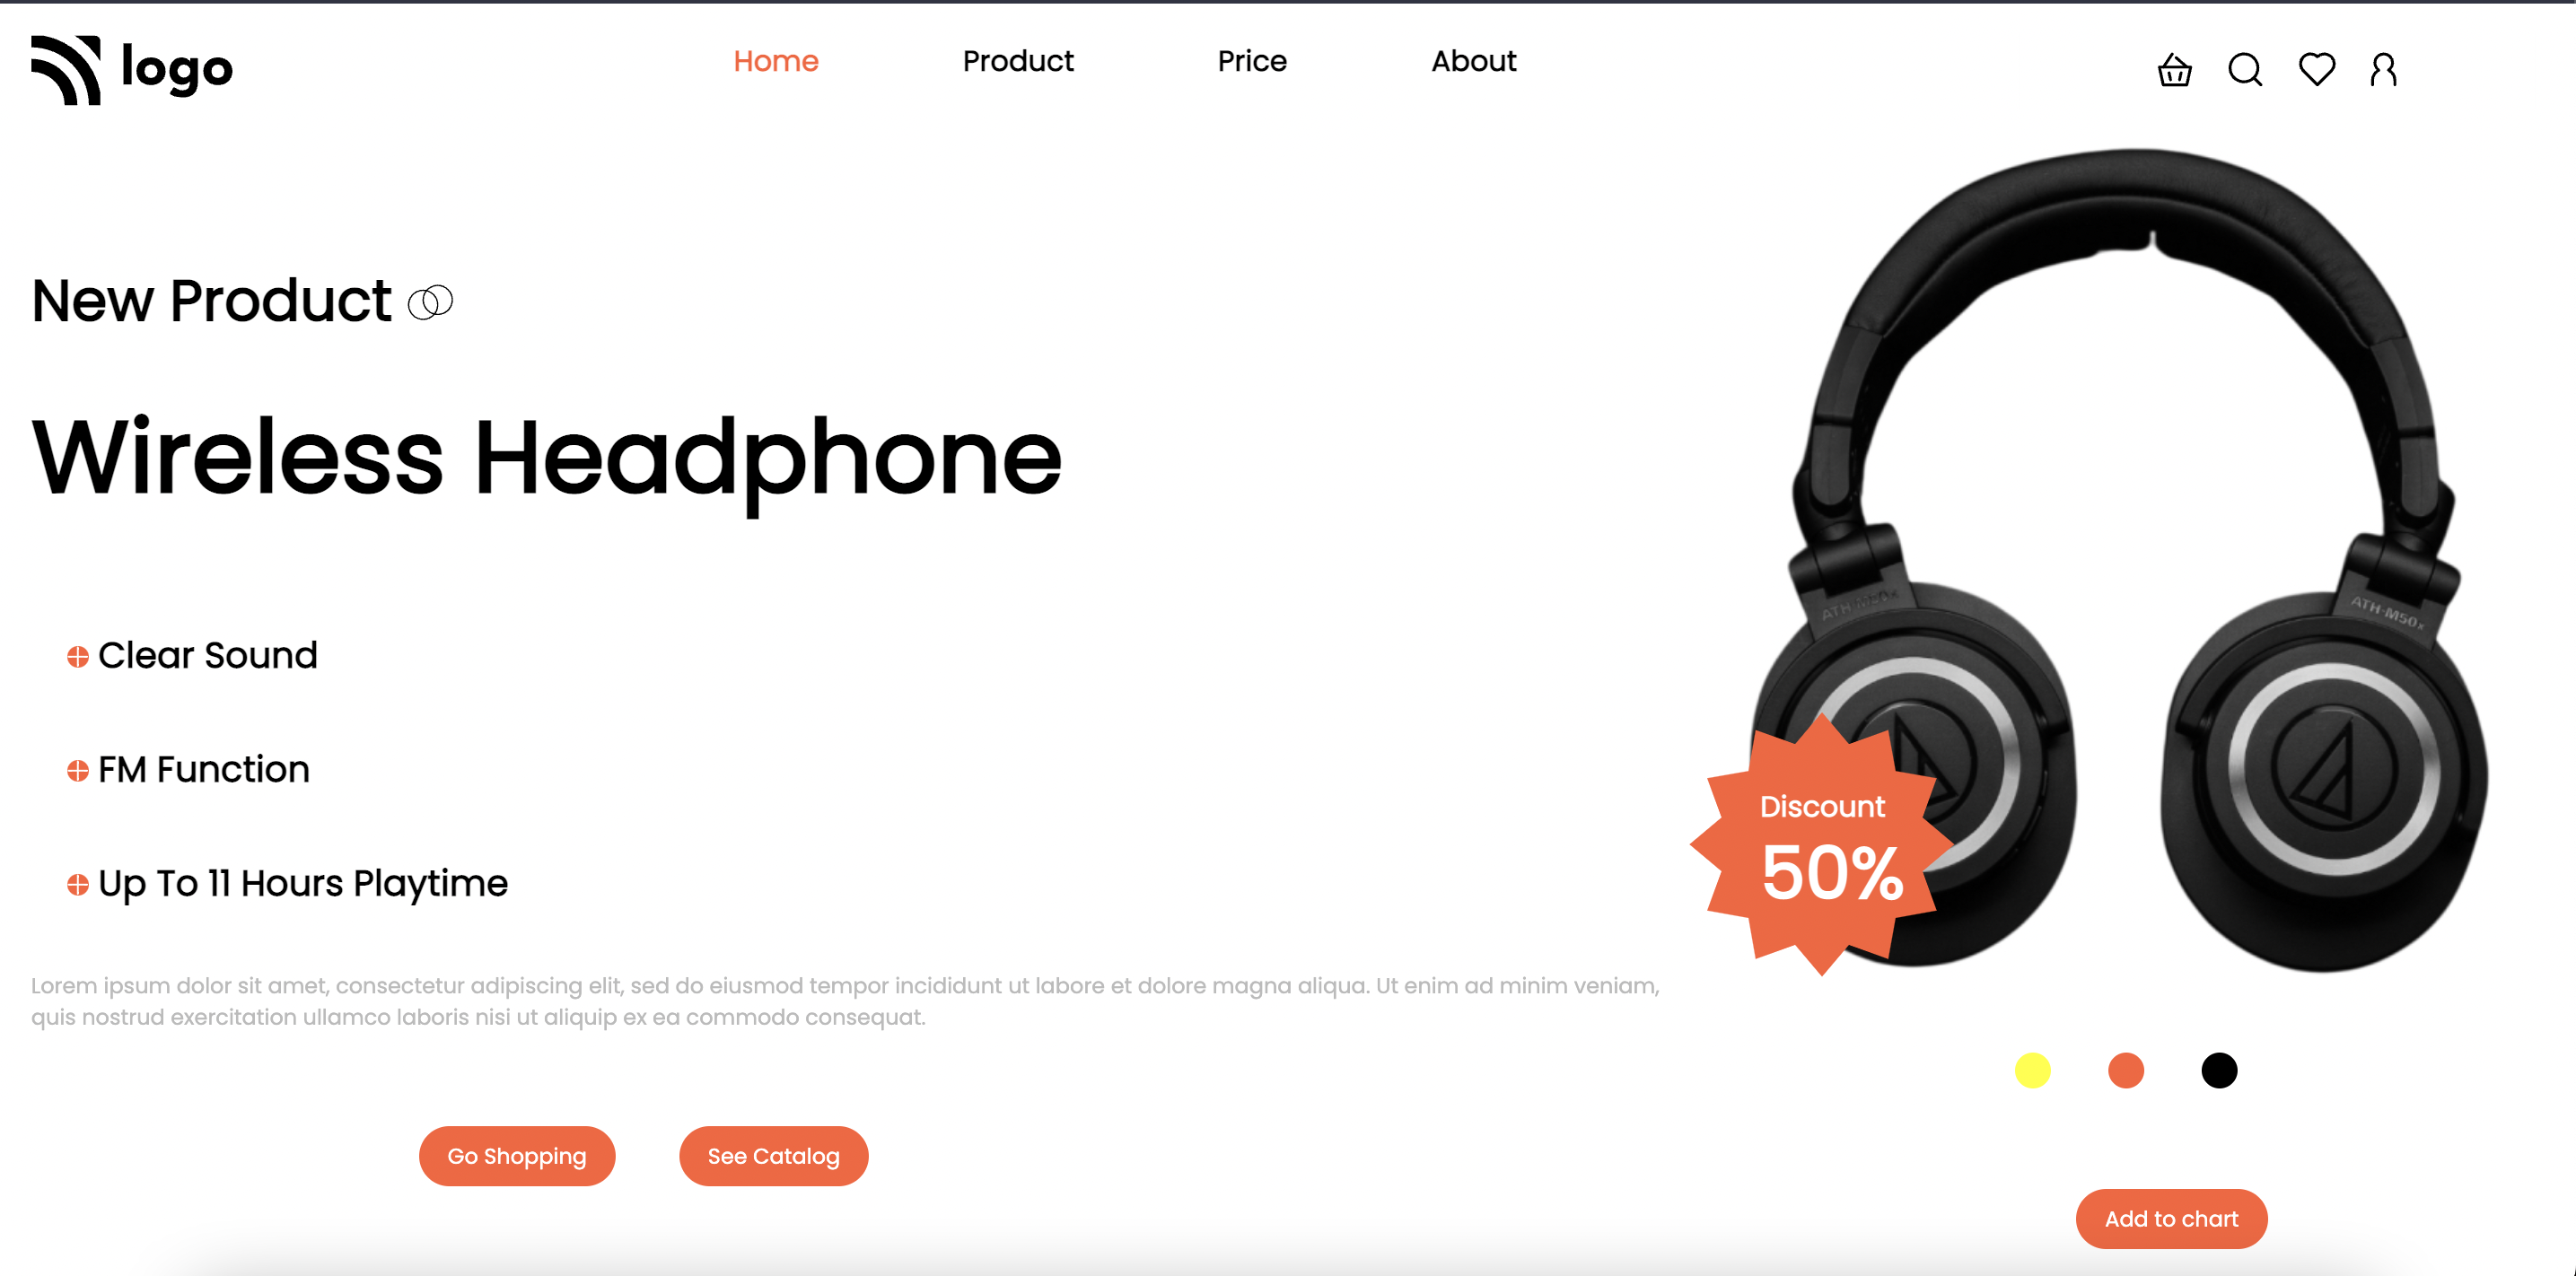 logo
Home Product Price About
New Product
Wireless Headphone
Clear Sound
FM Function
Up To 11 Hours Playtime
Lorem ipsum dolor sit amet, consectetur adipiscing elit, sed do eiusmod tempor incididunt ut labore et dolore magna aliqua. Ut enim ad minim veniam,
quis nostrud exercitation ullamco laboris nisi ut aliquip ex ea commodo consequat.
Go Shopping See Catalog
ATH-M50x
ATH-M50x
Discount
50%
Add to chart